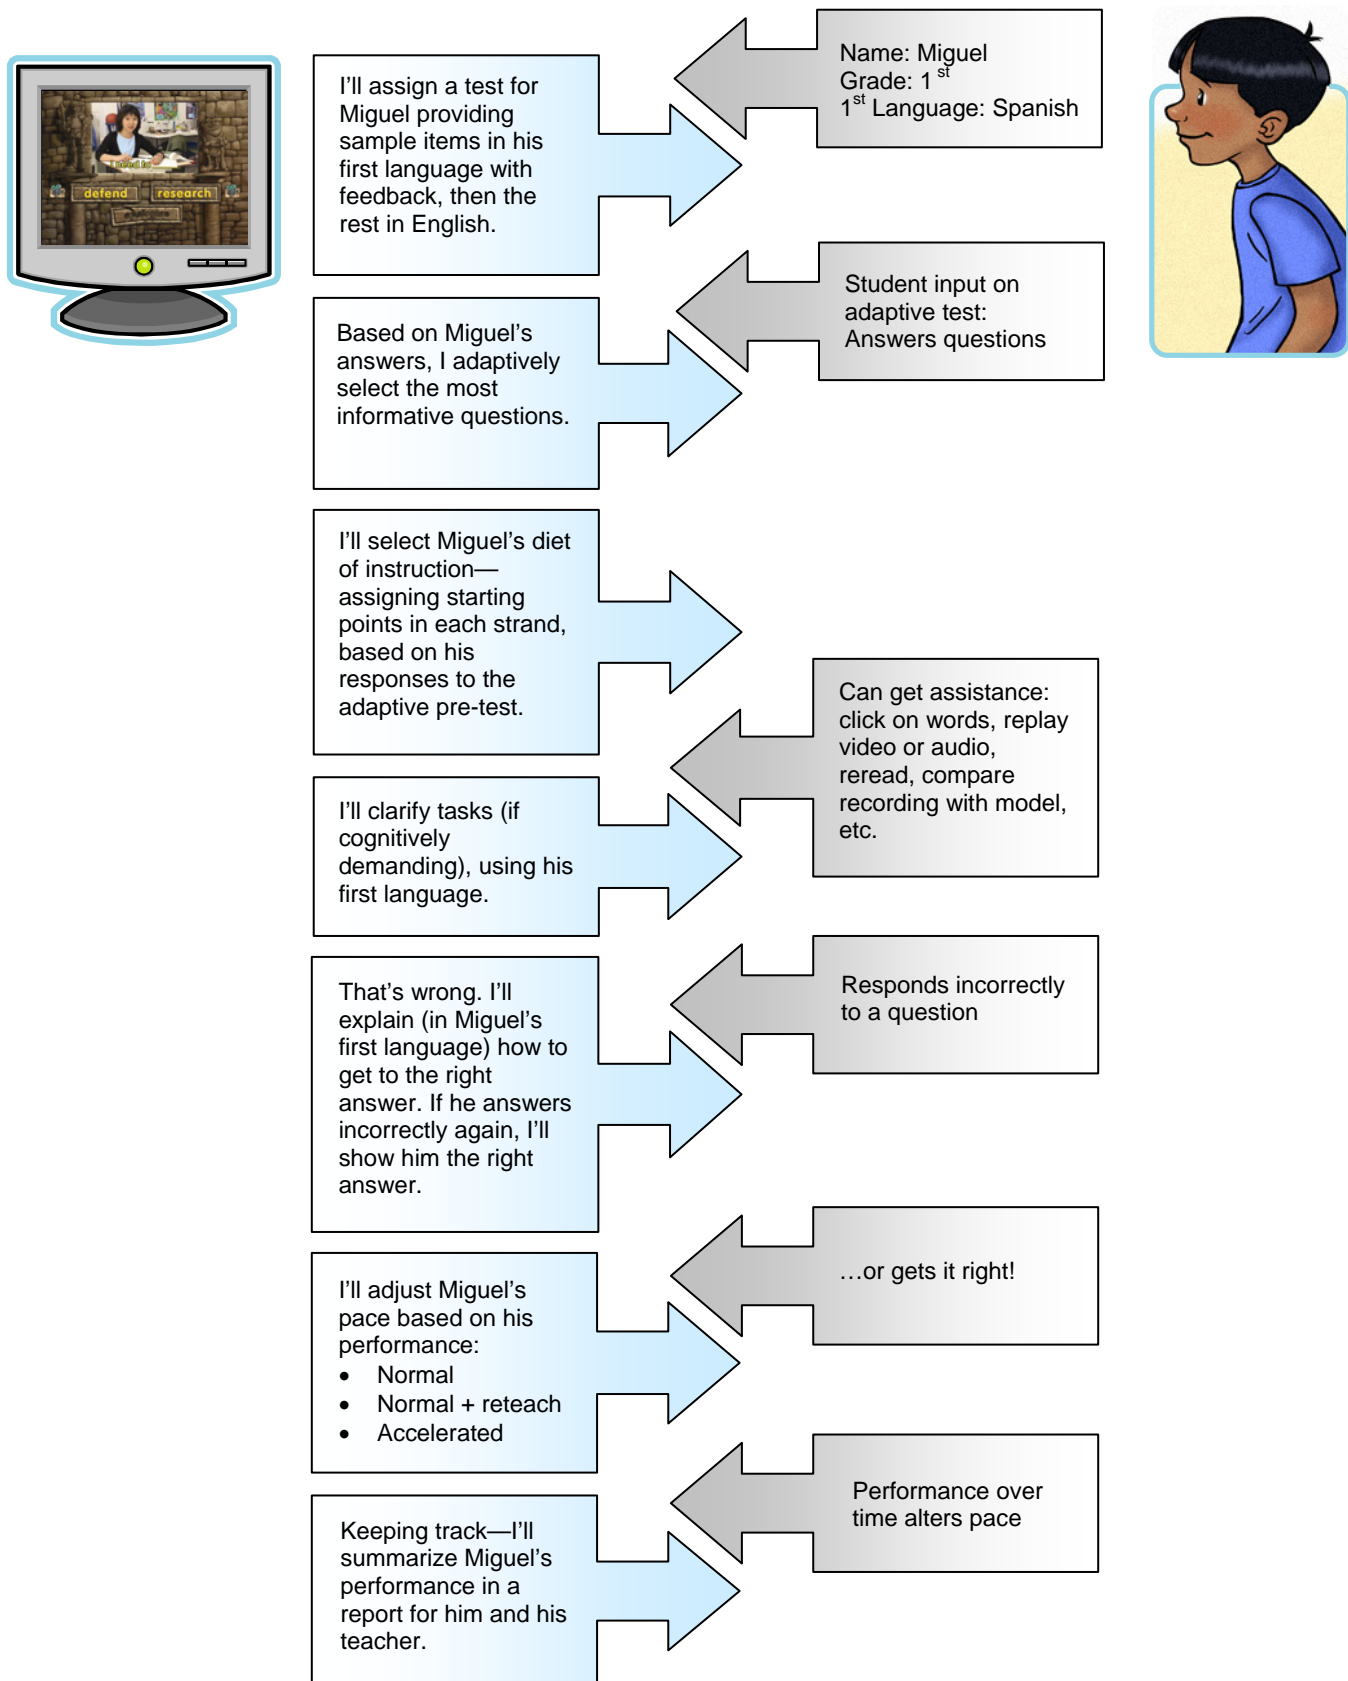 Name: Miguel
Grade: 1st
1st Language: Spanish
I need to
defend
research
I’ll assign a test for
Miguel providing
sample items in his
first language with
feedback, then the
rest in English.
Student input on
adaptive test:
Answers questions
Based on Miguel’s
answers, I adaptively
select the most
informative questions.
I’ll select Miguel’s diet
of instruction—
assigning starting
points in each strand,
based on his
responses to the
adaptive pre-test.
Can get assistance:
click on words, replay
video or audio,
reread, compare
recording with model,
etc.
I’ll clarify tasks (if
cognitively
demanding), using his
first language.
Responds incorrectly
to a question
That’s wrong. I’ll
explain (in Miguel’s
first language) how to
get to the right
answer. If he answers
incorrectly again, I’ll
show him the right
answer.
…or gets it right!
I’ll adjust Miguel’s
pace based on his
performance:
• Normal
• Normal + reteach
• Accelerated
Performance over
time alters pace
Keeping track—I’ll
summarize Miguel’s
performance in a
report for him and his
teacher.